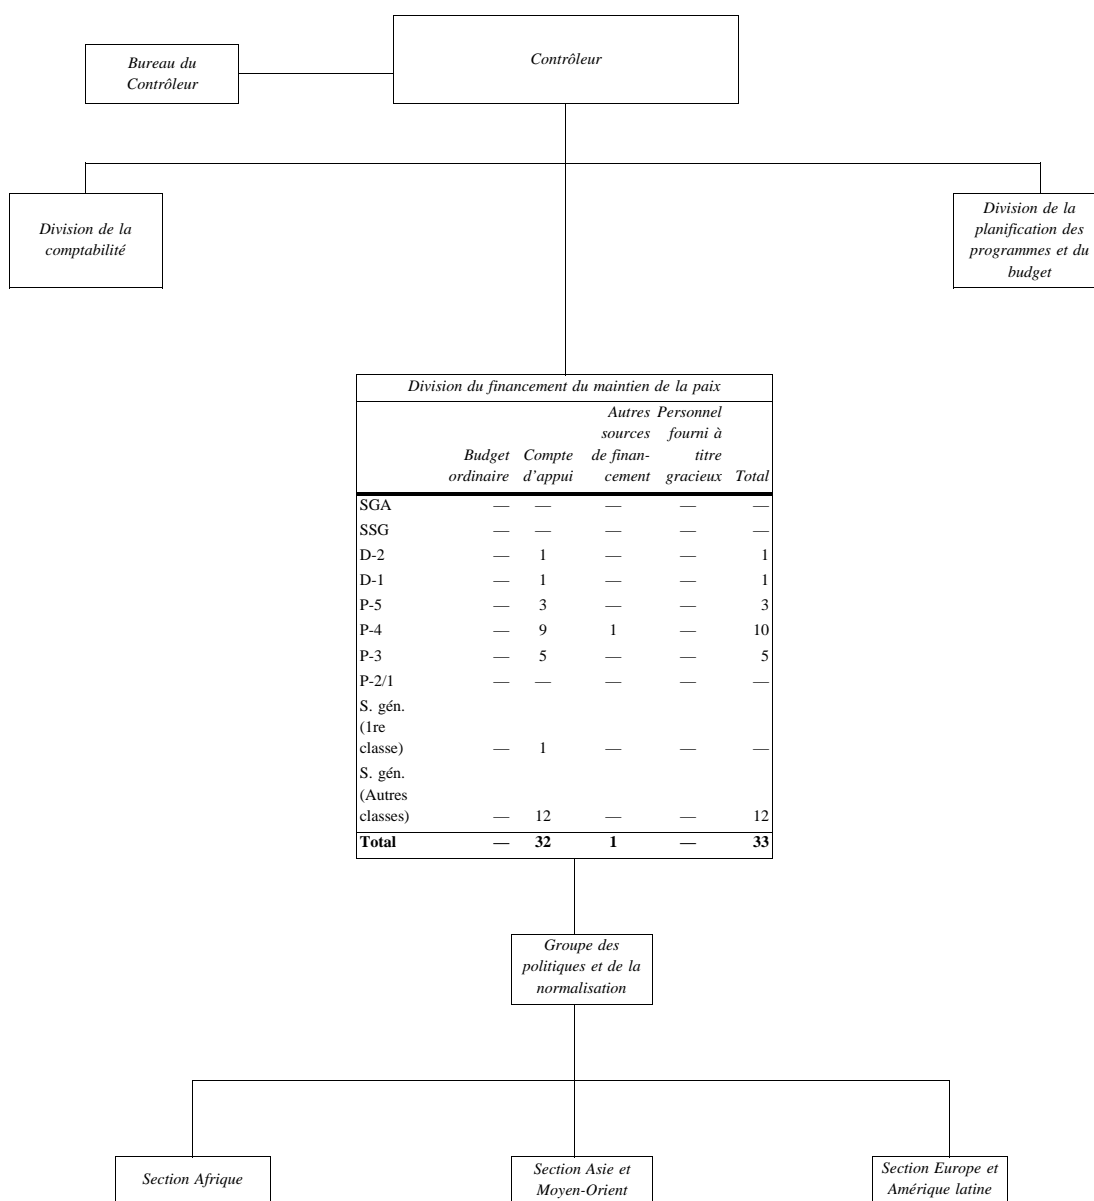 Contrôleur
Bureau du
Contrôleur
Division de la
comptabilité
Division de la
planification des
programmes et du
budget
Division du financement du maintien de la paix
Budget
ordinaire
Compte
d'appui
Autres
sources
de finan-
cement
Personnel
fourni à
titre
gracieux
Total
SGA — — — — —
SSG — — — — —
D-2 — 1 — — 1
D-1 — 1 — — 1
P-5 — 3 — — 3
P-4 — 9 1 — 10
P-3 — 5 — — 5
P-2/1 — — — — —
S. gén.
(1re
classe) — 1 — — —
S. gén.
(Autres
classes) — 12 — — 12
Total — 32 1 — 33
Groupe des
politiques et de la
normalisation
Section Afrique
Section Asie et
Moyen-Orient
Section Europe et
Amérique latine